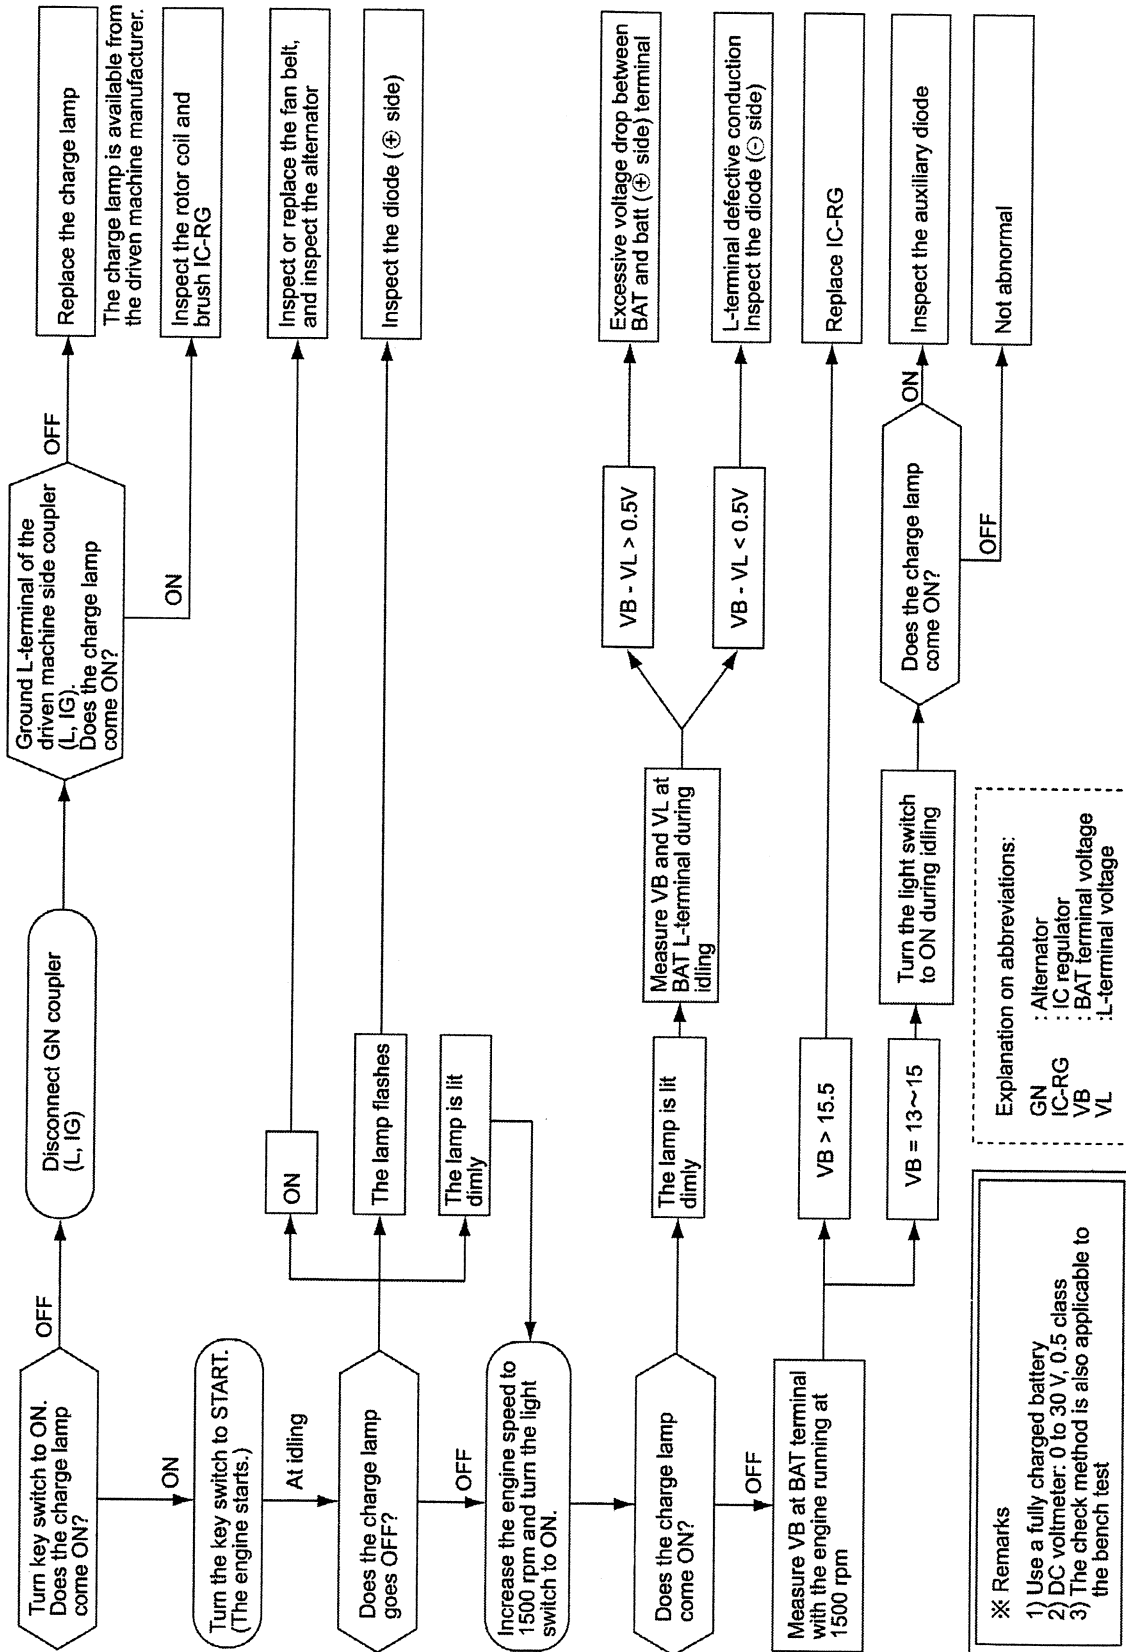 Turn key switch to ON.
Does the charge lamp
come ON?
OFF
Disconnect GN coupler
(L, IG)
Ground L-terminal of the
driven machine side coupler
(L, IG).
Does the charge lamp
come ON?
OFF
Replace the charge lamp
The charge lamp is available from
the driven machine manufacturer.
ON
Inspect the rotor coil and
brush IC-RG
ON
Turn the key switch to START.
(The engine starts.)
At idling
Does the charge lamp
goes OFF?
ON
Inspect or replace the fan belt,
and inspect the alternator
The lamp flashes
Inspect the diode (⊕ side)
The lamp is lit
dimly
OFF
Increase the engine speed to
1500 rpm and turn the light
switch to ON.
Does the charge lamp
come ON?
The lamp is lit
dimly
Measure VB and VL at
BAT L-terminal during
idling
VB - VL > 0.5V
Excessive voltage drop between
BAT and batt (⊕ side) terminal
VB - VL < 0.5V
L-terminal defective conduction
Inspect the diode (⊖ side)
OFF
Measure VB at BAT terminal
with the engine running at
1500 rpm
VB > 15.5
Replace IC-RG
VB = 13~15
Turn the light switch
to ON during idling
Does the charge lamp
come ON?
ON
Inspect the auxiliary diode
OFF
Not abnormal
※ Remarks
1) Use a fully charged battery
2) DC voltmeter: 0 to 30 V, 0.5 class
3) The check method is also applicable to
the bench test
Explanation on abbreviations:
GN : Alternator
IC-RG : IC regulator
VB : BAT terminal voltage
VL :L-terminal voltage